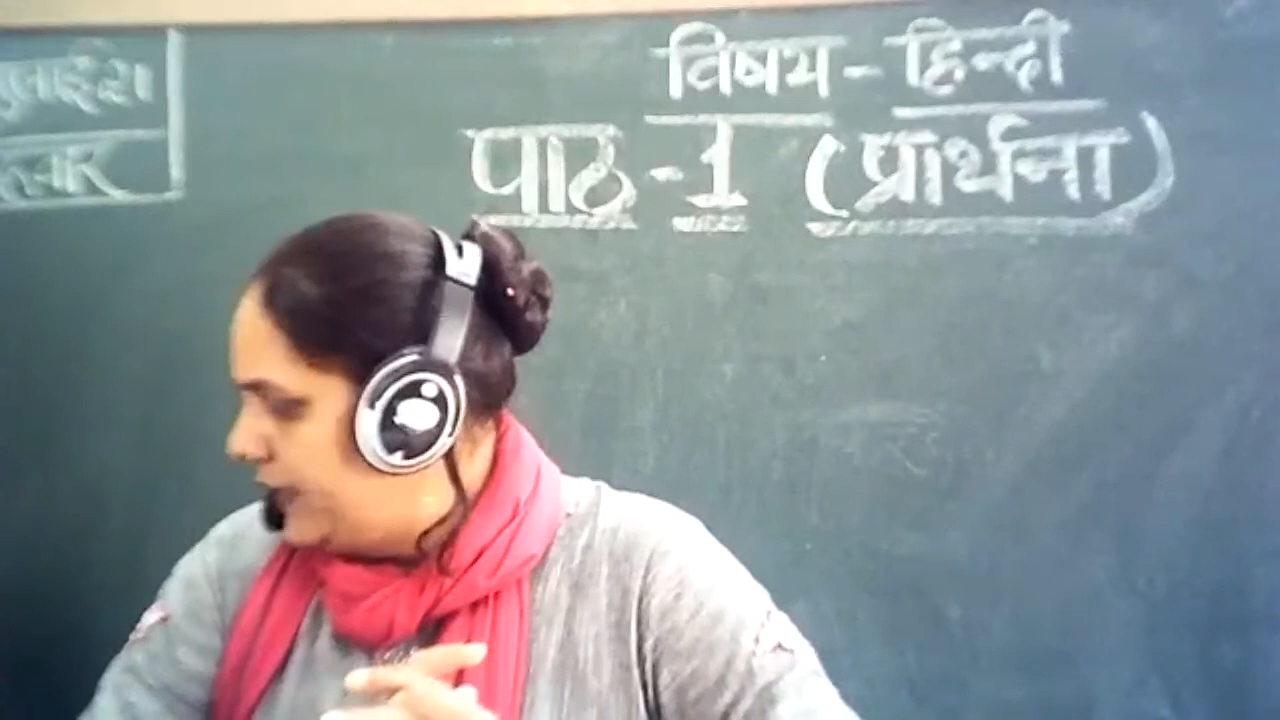 विषय - हिन्दी
पाठ - 1 (प्रार्थना)